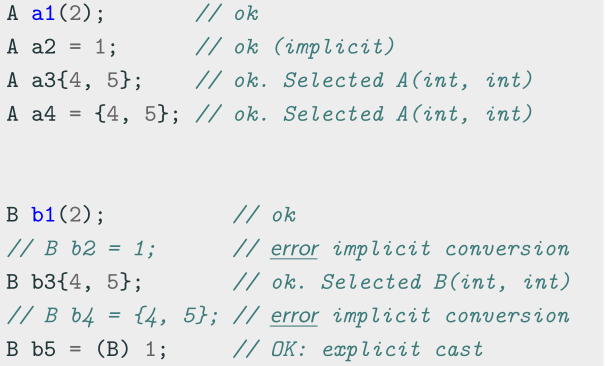 A a1(2); // ok
A a2 = 1; // ok (implicit)
A a3{4, 5}; // ok. Selected A(int, int)
A a4 = {4, 5}; // ok. Selected A(int, int)
B b1(2); // ok
// B b2 = 1; // error implicit conversion
B b3{4, 5}; // ok. Selected B(int, int)
// B b4 = {4, 5}; // error implicit conversion
B b5 = (B) 1; // OK: explicit cast